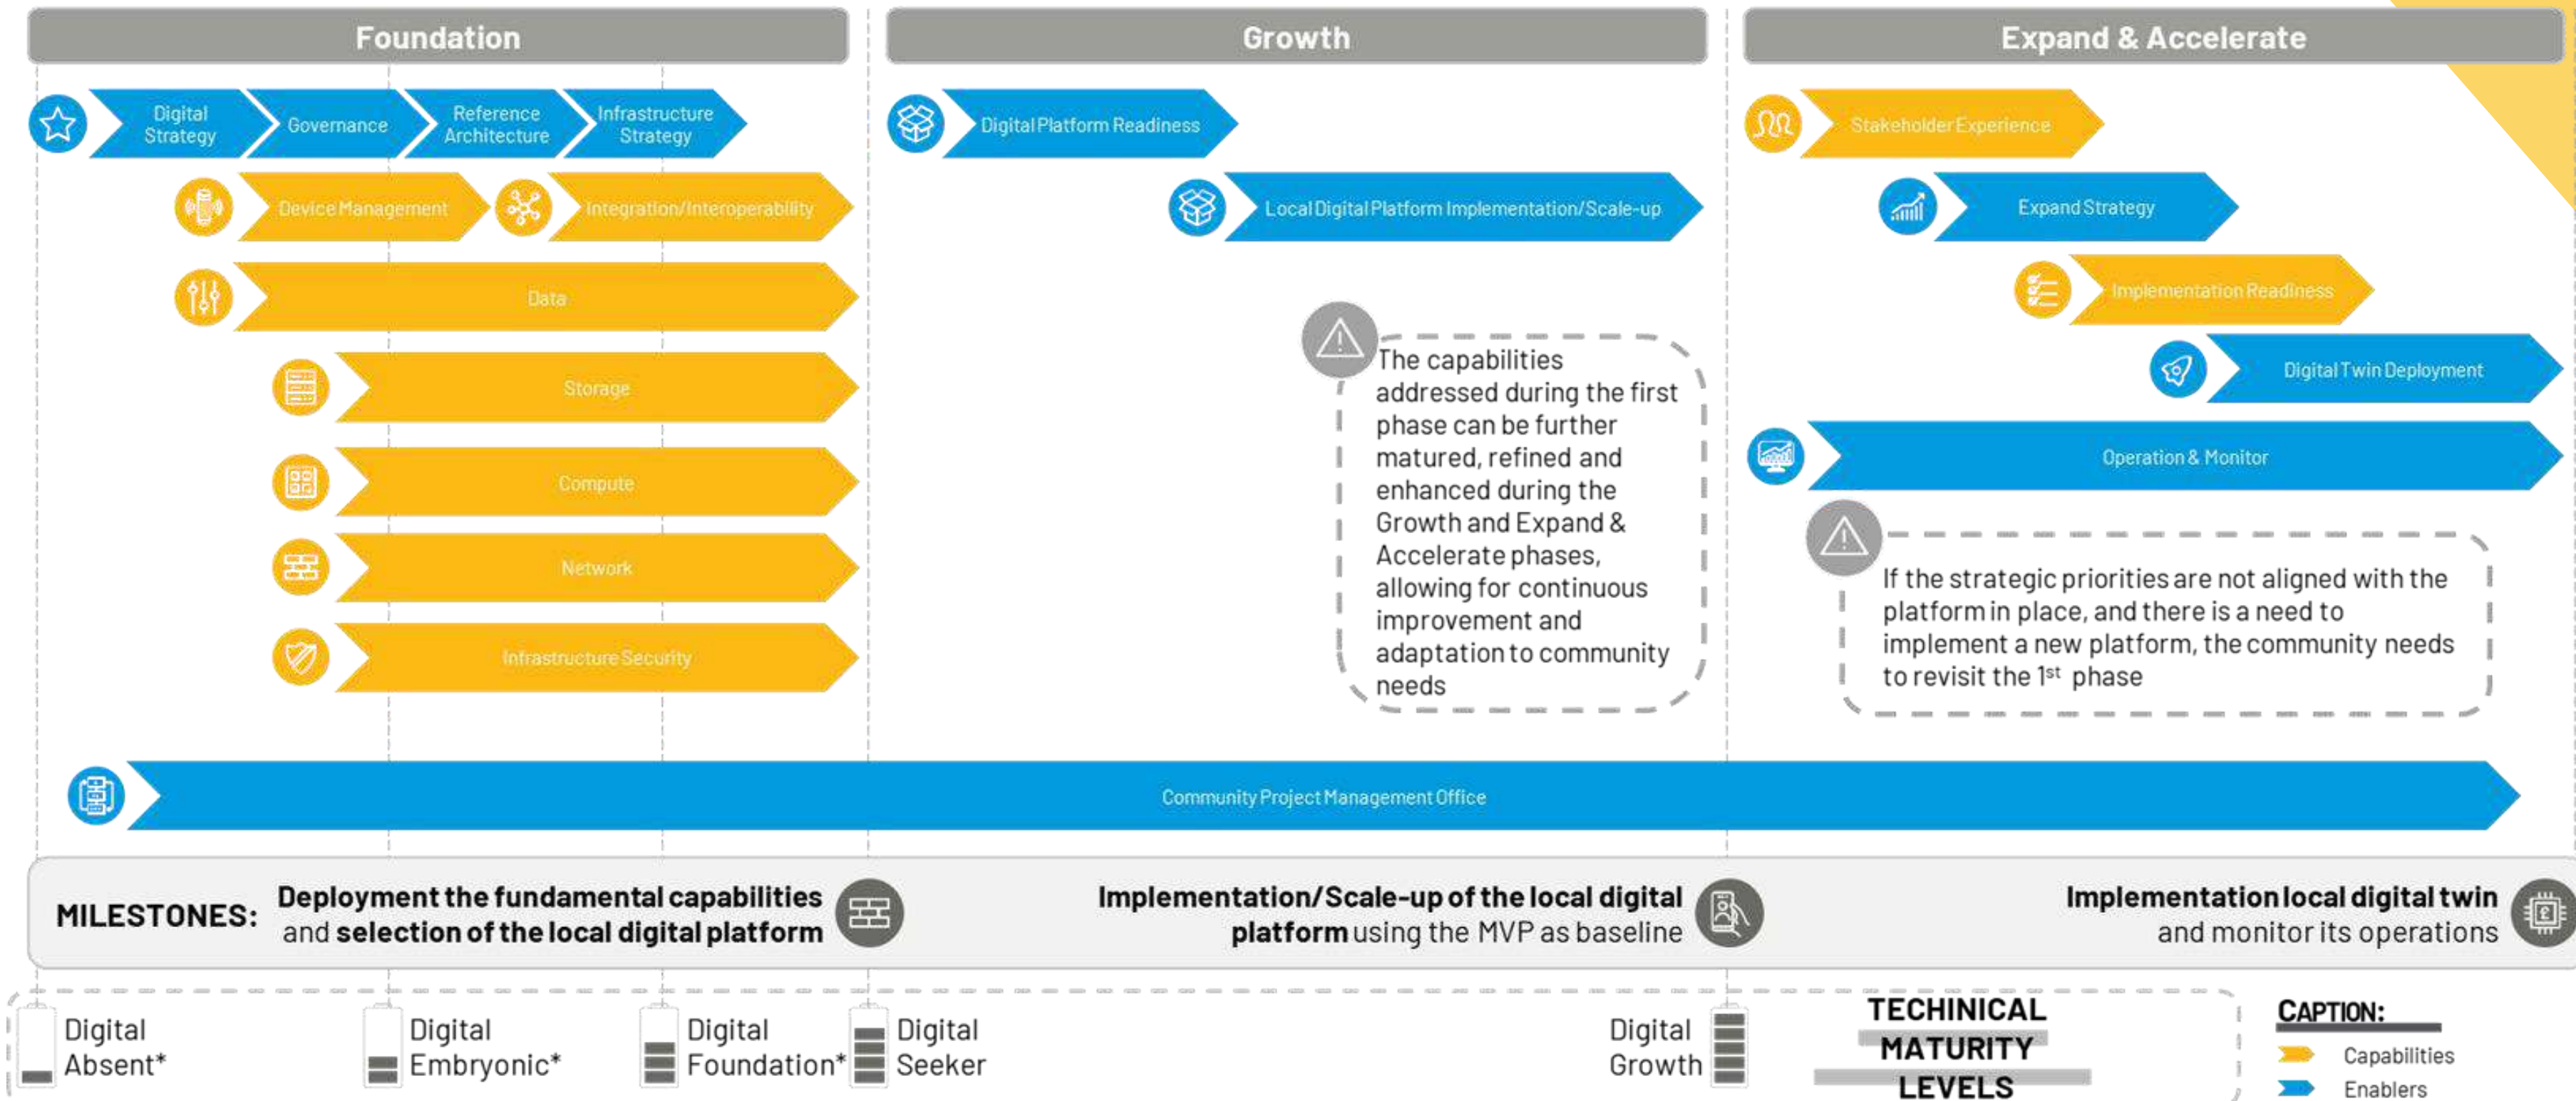 Foundation
Growth
Expand & Accelerate
Digital
Strategy
Governance
Reference
Architecture
Infrastructure
Strategy
Digital Platform Readiness
Stakeholder Experience
Device Management
Integration/Interoperability
Local Digital Platform Implementation/Scale-up
Expand Strategy
Data
Implementation Readiness
Storage
Digital Twin Deployment
Compute
Operation & Monitor
Network
Infrastructure Security
The capabilities
addressed during the first
phase can be further
matured, refined and
enhanced during the
Growth and Expand &
Accelerate phases,
allowing for continuous
improvement and
adaptation to community
needs
If the strategic priorities are not aligned with the
platform in place, and there is a need to
implement a new platform, the community needs
to revisit the 1st phase
Community Project Management Office
MILESTONES:
Deployment the fundamental capabilities
and selection of the local digital platform
Implementation/Scale-up of the local digital
platform using the MVP as baseline
Implementation local digital twin
and monitor its operations
Digital
Absent*
Digital
Embryonic*
Digital
Foundation*
Digital
Seeker
Digital
Growth
TECHINICAL
MATURITY
LEVELS
CAPTION:
Capabilities
Enablers